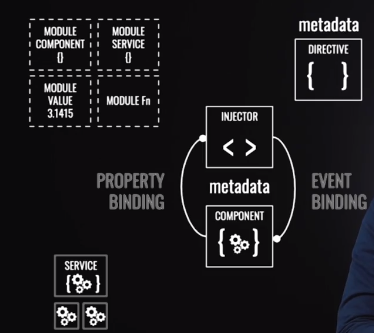 MODULE
COMPONENT
{}
MODULE
SERVICE
{}
MODULE
VALUE
3.1415
MODULE Fn
metadata
DIRECTIVE
{ }
INJECTOR
< >
PROPERTY
BINDING
metadata
EVENT
BINDING
COMPONENT
{ }
SERVICE
{ }